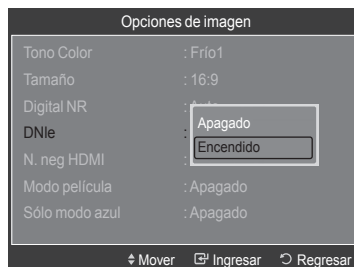 Opciones de imagen
Tono Color : Frío1
Tamaño : 16:9
Digital NR :
DNIe :
Apagado
Encendido
N. neg HDMI :
Modo película : Apagado
Sólo modo azul : Apagado
Mover Ingresar Regresar